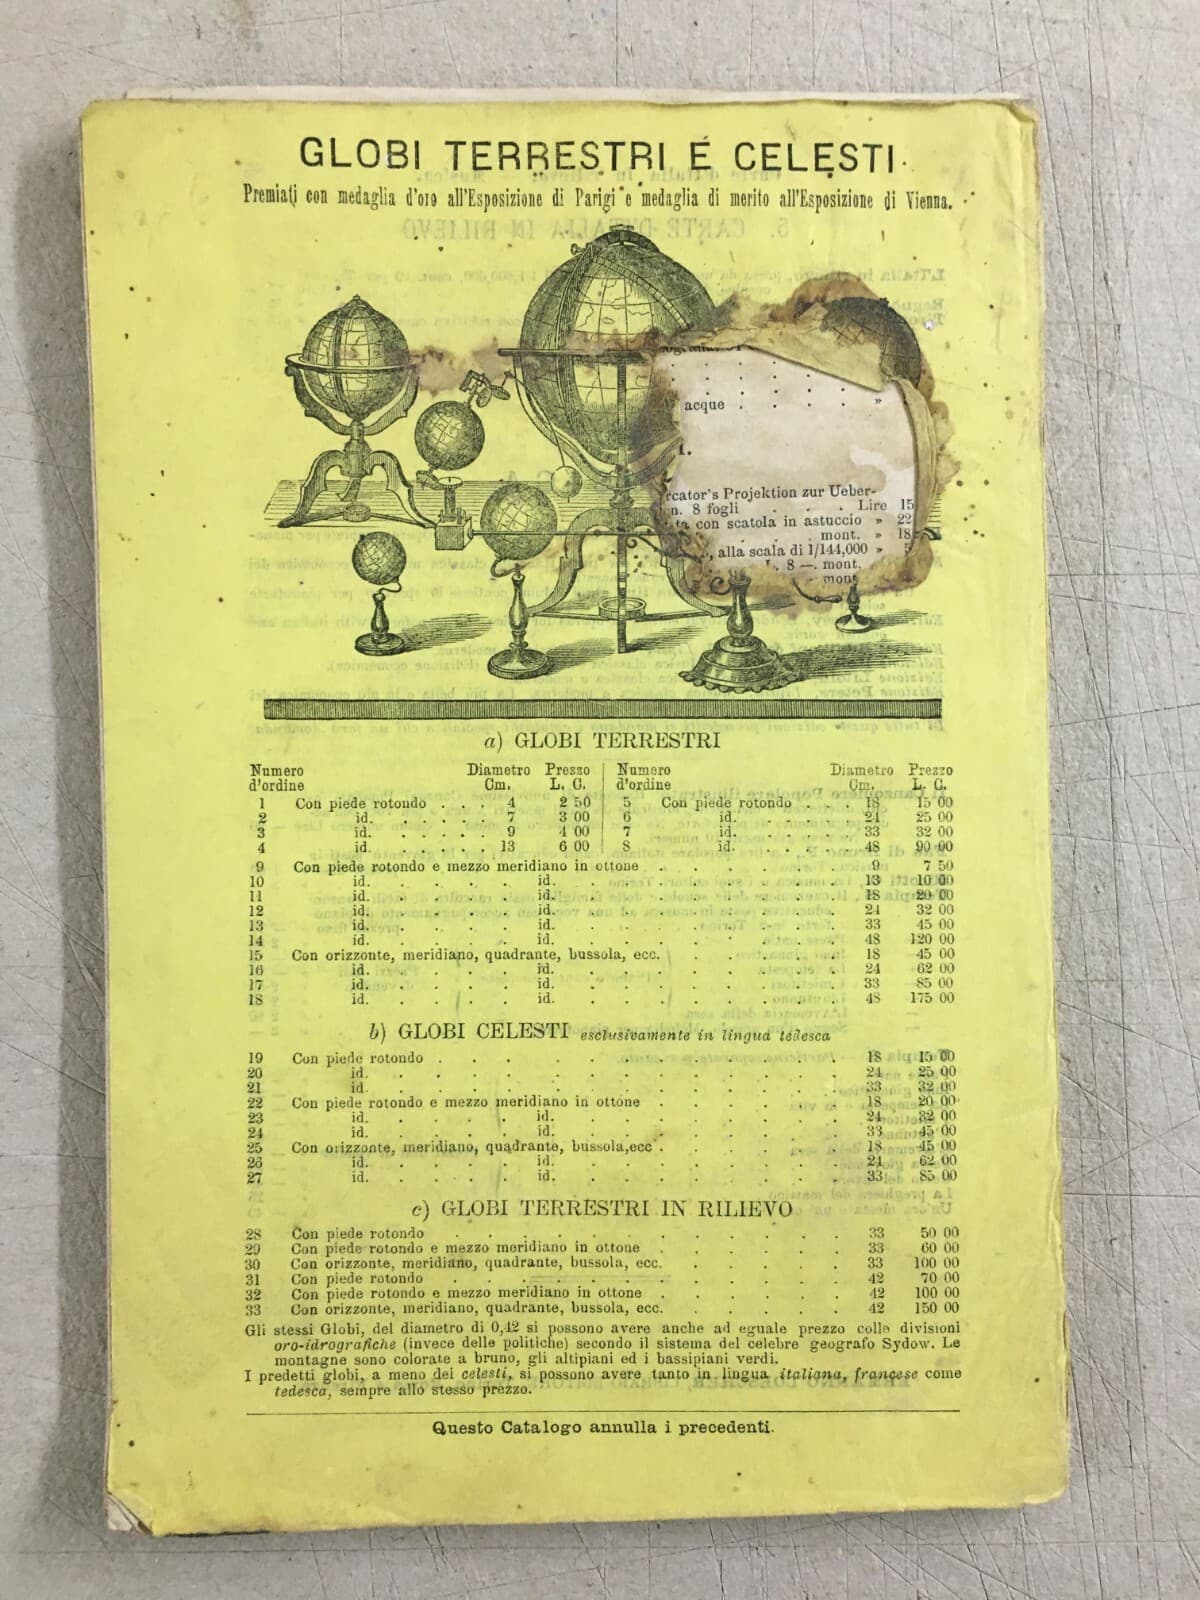 GLOBI TERRESTRI E CELESTI
Premiati con medaglia d'oro all'Esposizione di Parigi e medaglia di merito all'Esposizione di Vienna.
acque . . . . »
rcator's Projektion zur Ueber-
n. 8 fogli . . . Lire 15
con scatola in astuccio » 22
mont. » 18
, alla scala di 1/144,000 » 5
8 —. mont.
mont
a) GLOBI TERRESTRI
Numero Diametro Prezzo Numero Diametro Prezzo
d'ordine Cm. L. C. d'ordine Cm. L. C.
1 Con piede rotondo . . . 4 2 50 5 Con piede rotondo . . . 18 15 00
2 id. . . . . . 7 3 00 6 id. . . . . . 24 25 00
3 id. . . . . . 9 4 00 7 id. . . . . . 33 32 00
4 id. . . . . . 13 6 00 8 id. . . . . . 48 90 00
9 Con piede rotondo e mezzo meridiano in ottone . . . . . . 9 7 50
10 id. . . . . id. . . . . . . 13 10 00
11 id. . . . . id. . . . . . . 18 20 00
12 id. . . . . id. . . . . . . 24 32 00
13 id. . . . . id. . . . . . . 33 45 00
14 id. . . . . id. . . . . . . 48 120 00
15 Con orizzonte, meridiano, quadrante, bussola, ecc. . . . . . 18 45 00
16 id. . . . . id. . . . . . . 24 62 00
17 id. . . . . id. . . . . . . 33 85 00
18 id. . . . . id. . . . . . . 48 175 00
b) GLOBI CELESTI esclusivamente in lingua tedesca
19 Con piede rotondo . . . . . . . . . . 18 15 00
20 id. . . . . . . . . . . 24 25 00
21 id. . . . . . . . . . . 33 32 00
22 Con piede rotondo e mezzo meridiano in ottone . . . . . . 18 20 00
23 id. . . . . id. . . . . . . 24 32 00
24 id. . . . . id. . . . . . . 33 45 00
25 Con orizzonte, meridiano, quadrante, bussola,ecc . . . . . . 18 45 00
26 id. . . . . id. . . . . . . 24 62 00
27 id. . . . . id. . . . . . . 33 85 00
c) GLOBI TERRESTRI IN RILIEVO
28 Con piede rotondo . . . . . . . . . . 33 50 00
29 Con piede rotondo e mezzo meridiano in ottone . . . . . . 33 60 00
30 Con orizzonte, meridiano, quadrante, bussola, ecc. . . . . . 33 100 00
31 Con piede rotondo . . . . . . . . . . 42 70 00
32 Con piede rotondo e mezzo meridiano in ottone . . . . . . 42 100 00
33 Con orizzonte, meridiano, quadrante, bussola, ecc. . . . . . 42 150 00
Gli stessi Globi, del diametro di 0,42 si possono avere anche ad eguale prezzo colle divisioni
oro-idrografiche (invece delle politiche) secondo il sistema del celebre geografo Sydow. Le
montagne sono colorate a bruno, gli altipiani ed i bassipiani verdi.
I predetti globi, a meno dei celesti, si possono avere tanto in lingua italiana, francese come
tedesca, sempre allo stesso prezzo.
Questo Catalogo annulla i precedenti.